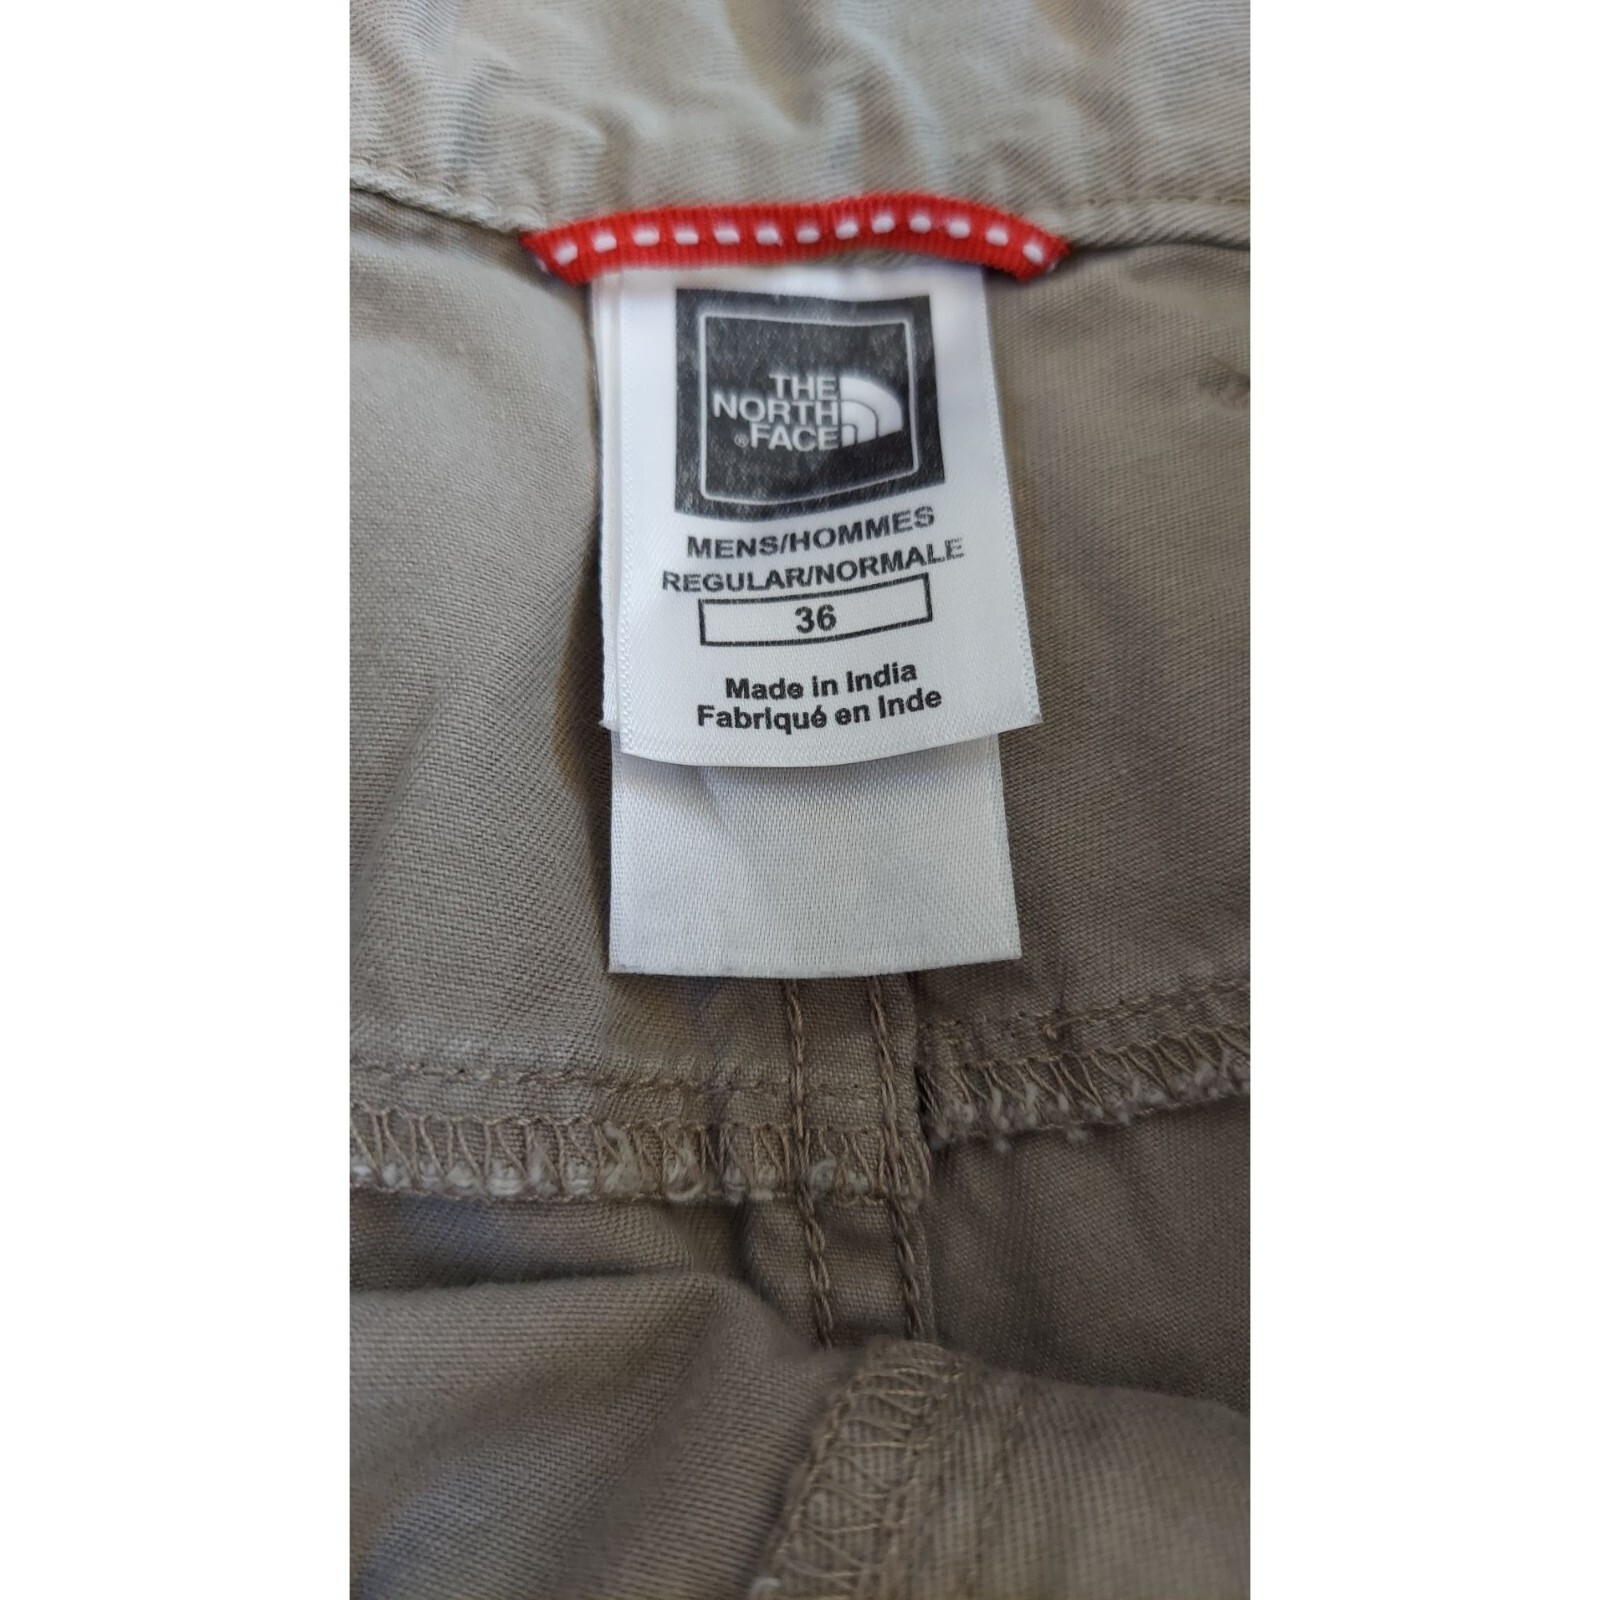 THE
NORTH
®FACE
MENS/HOMMES
REGULAR/NORMALE
36
Made in India
Fabriqué en Inde